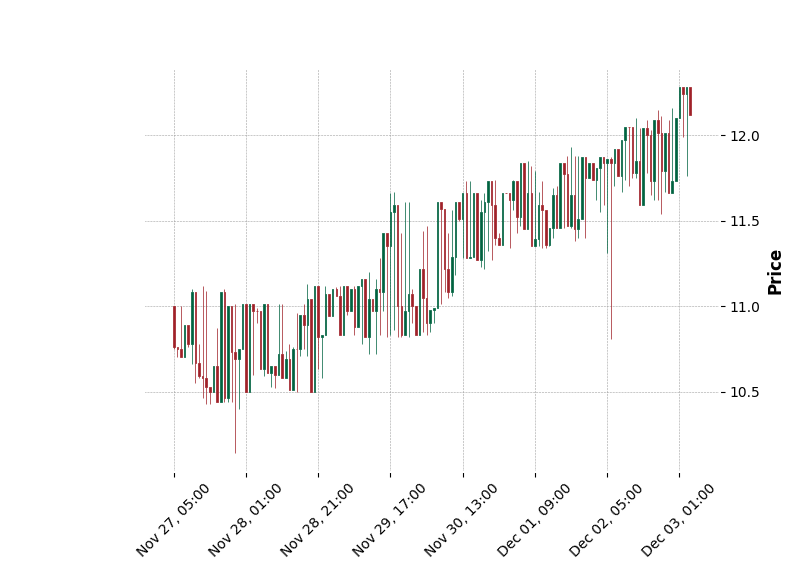 12.0
11.5
11.0
10.5
Price
Nov 27, 05:00
Nov 28, 01:00
Nov 28, 21:00
Nov 29, 17:00
Nov 30, 13:00
Dec 01, 09:00
Dec 02, 05:00
Dec 03, 01:00